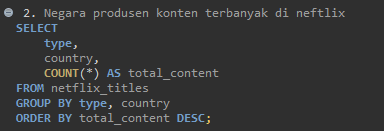 2. Negara produsen konten terbanyak di neftlix
SELECT
    type,
    country,
    COUNT(*) AS total_content
FROM netflix_titles
GROUP BY type, country
ORDER BY total_content DESC;